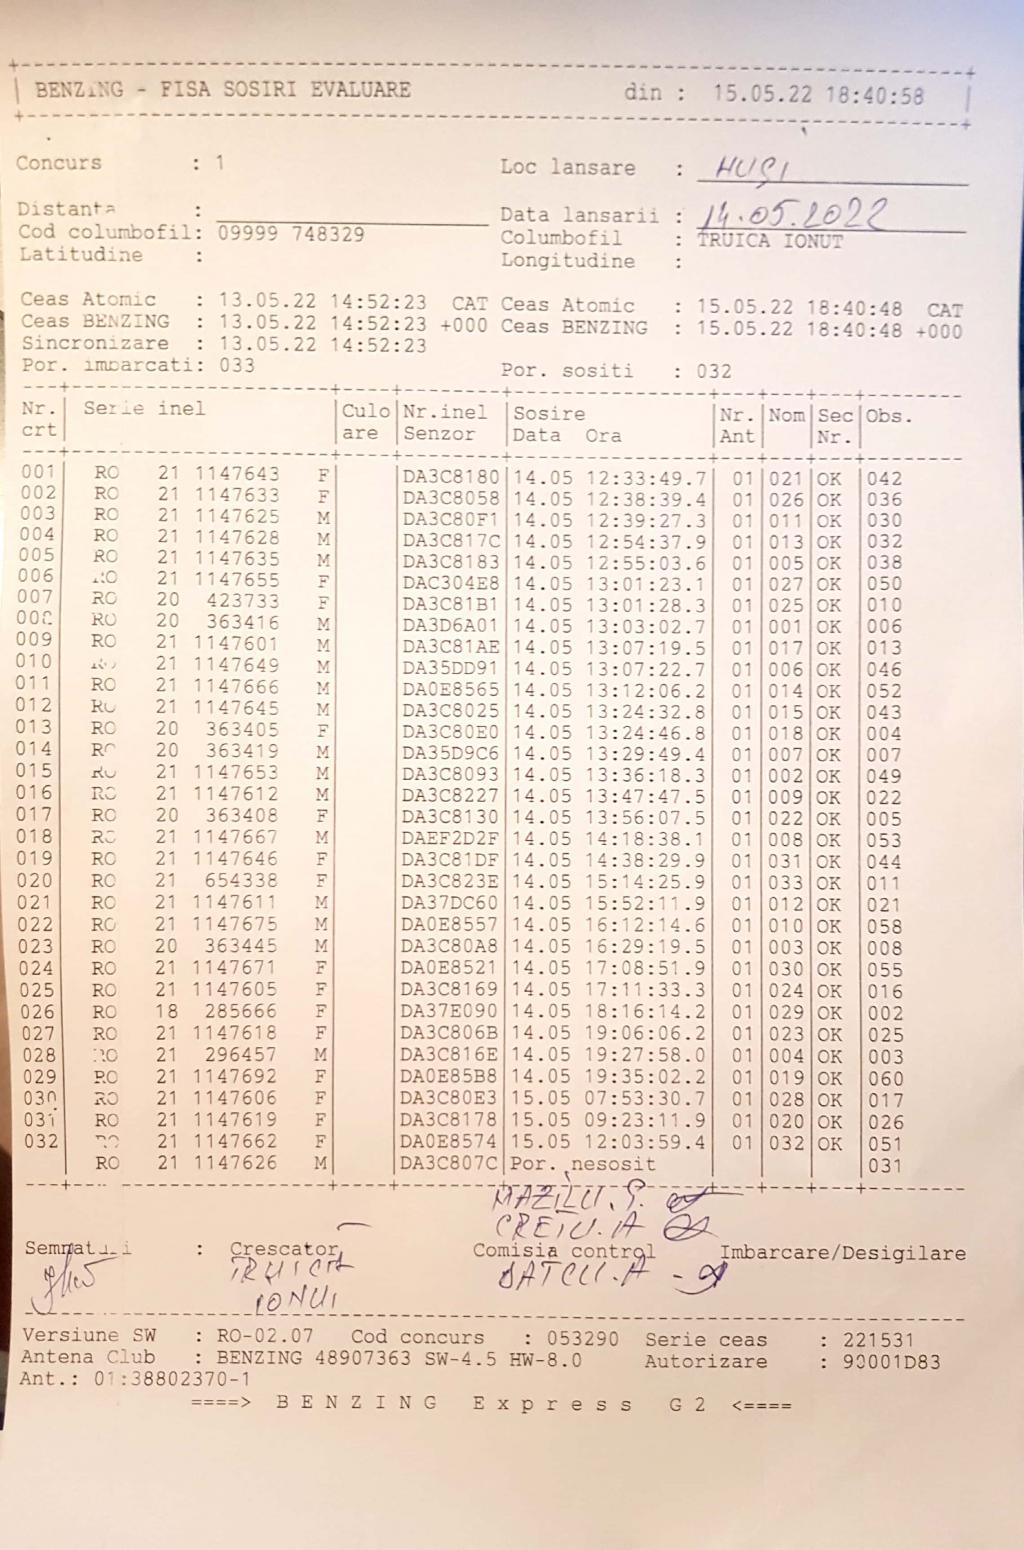 BENZING - FISA SOSIRI EVALUARE din : 15.05.22 18:40:58
Concurs : 1 Loc lansare : HUŞI
Distanta : Data lansarii : 14.05.2022
Cod columbofil: 09999 748329 Columbofil : TRUICA IONUT
Latitudine : Longitudine :
Ceas Atomic : 13.05.22 14:52:23 CAT Ceas Atomic : 15.05.22 18:40:48 CAT
Ceas BENZING : 13.05.22 14:52:23 +000 Ceas BENZING : 15.05.22 18:40:48 +000
Sincronizare : 13.05.22 14:52:23
Por. imbarcati: 033 Por. sositi : 032
Nr. Serie inel Culo Nr.inel Sosire Nr. Nom Sec Obs.
crt are Senzor Data Ora Ant Nr.
001 RO 21 1147643 F DA3C8180 14.05 12:33:49.7 01 021 OK 042
002 RO 21 1147633 F DA3C8058 14.05 12:38:39.4 01 026 OK 036
003 RO 21 1147625 M DA3C80F1 14.05 12:39:27.3 01 011 OK 030
004 RO 21 1147628 M DA3C817C 14.05 12:54:37.9 01 013 OK 032
005 RO 21 1147635 M DA3C8183 14.05 12:55:03.6 01 005 OK 038
006 RO 21 1147655 F DAC304E8 14.05 13:01:23.1 01 027 OK 050
007 RO 20 423733 F DA3C81B1 14.05 13:01:28.3 01 025 OK 010
008 RO 20 363416 M DA3D6A01 14.05 13:03:02.7 01 001 OK 006
009 RO 21 1147601 M DA3C81AE 14.05 13:07:19.5 01 017 OK 013
010 RO 21 1147649 M DA35DD91 14.05 13:07:22.7 01 006 OK 046
011 RO 21 1147666 M DA0E8565 14.05 13:12:06.2 01 014 OK 052
012 RO 21 1147645 M DA3C8025 14.05 13:24:32.8 01 015 OK 043
013 RO 20 363405 F DA3C80E0 14.05 13:24:46.8 01 018 OK 004
014 RO 20 363419 M DA35D9C6 14.05 13:29:49.4 01 007 OK 007
015 RO 21 1147653 M DA3C8093 14.05 13:36:18.3 01 002 OK 049
016 RO 21 1147612 M DA3C8227 14.05 13:47:47.5 01 009 OK 022
017 RO 20 363408 F DA3C8130 14.05 13:56:07.5 01 022 OK 005
018 RO 21 1147667 M DAEF2D2F 14.05 14:18:38.1 01 008 OK 053
019 RO 21 1147646 F DA3C81DF 14.05 14:38:29.9 01 031 OK 044
020 RO 21 654338 F DA3C823E 14.05 15:14:25.9 01 033 OK 011
021 RO 21 1147611 M DA37DC60 14.05 15:52:11.9 01 012 OK 021
022 RO 21 1147675 M DA0E8557 14.05 16:12:14.6 01 010 OK 058
023 RO 20 363445 M DA3C80A8 14.05 16:29:19.5 01 003 OK 008
024 RO 21 1147671 F DA0E8521 14.05 17:08:51.9 01 030 OK 055
025 RO 21 1147605 F DA3C8169 14.05 17:11:33.3 01 024 OK 016
026 RO 18 285666 F DA37E090 14.05 18:16:14.2 01 029 OK 002
027 RO 21 1147618 F DA3C806B 14.05 19:06:06.2 01 023 OK 025
028 RO 21 296457 M DA3C816E 14.05 19:27:58.0 01 004 OK 003
029 RO 21 1147692 F DA0E85B8 14.05 19:35:02.2 01 019 OK 060
030 RO 21 1147606 F DA3C80E3 15.05 07:53:30.7 01 028 OK 017
031 RO 21 1147619 F DA3C8178 15.05 09:23:11.9 01 020 OK 026
032 RO 21 1147662 F DA0E8574 15.05 12:03:59.4 01 032 OK 051
RO 21 1147626 M DA3C807C Por. nesosit 031
MAZILU. G.
CREŢU. A
Semnaturi : Crescator Comisia control Imbarcare/Desigilare
TRUICA BATCU. A
IONUT
Versiune SW : RO-02.07 Cod concurs : 053290 Serie ceas : 221531
Antena Club : BENZING 48907363 SW-4.5 HW-8.0 Autorizare : 90001D83
Ant.: 01:38802370-1
====> B E N Z I N G E x p r e s s G 2 <====